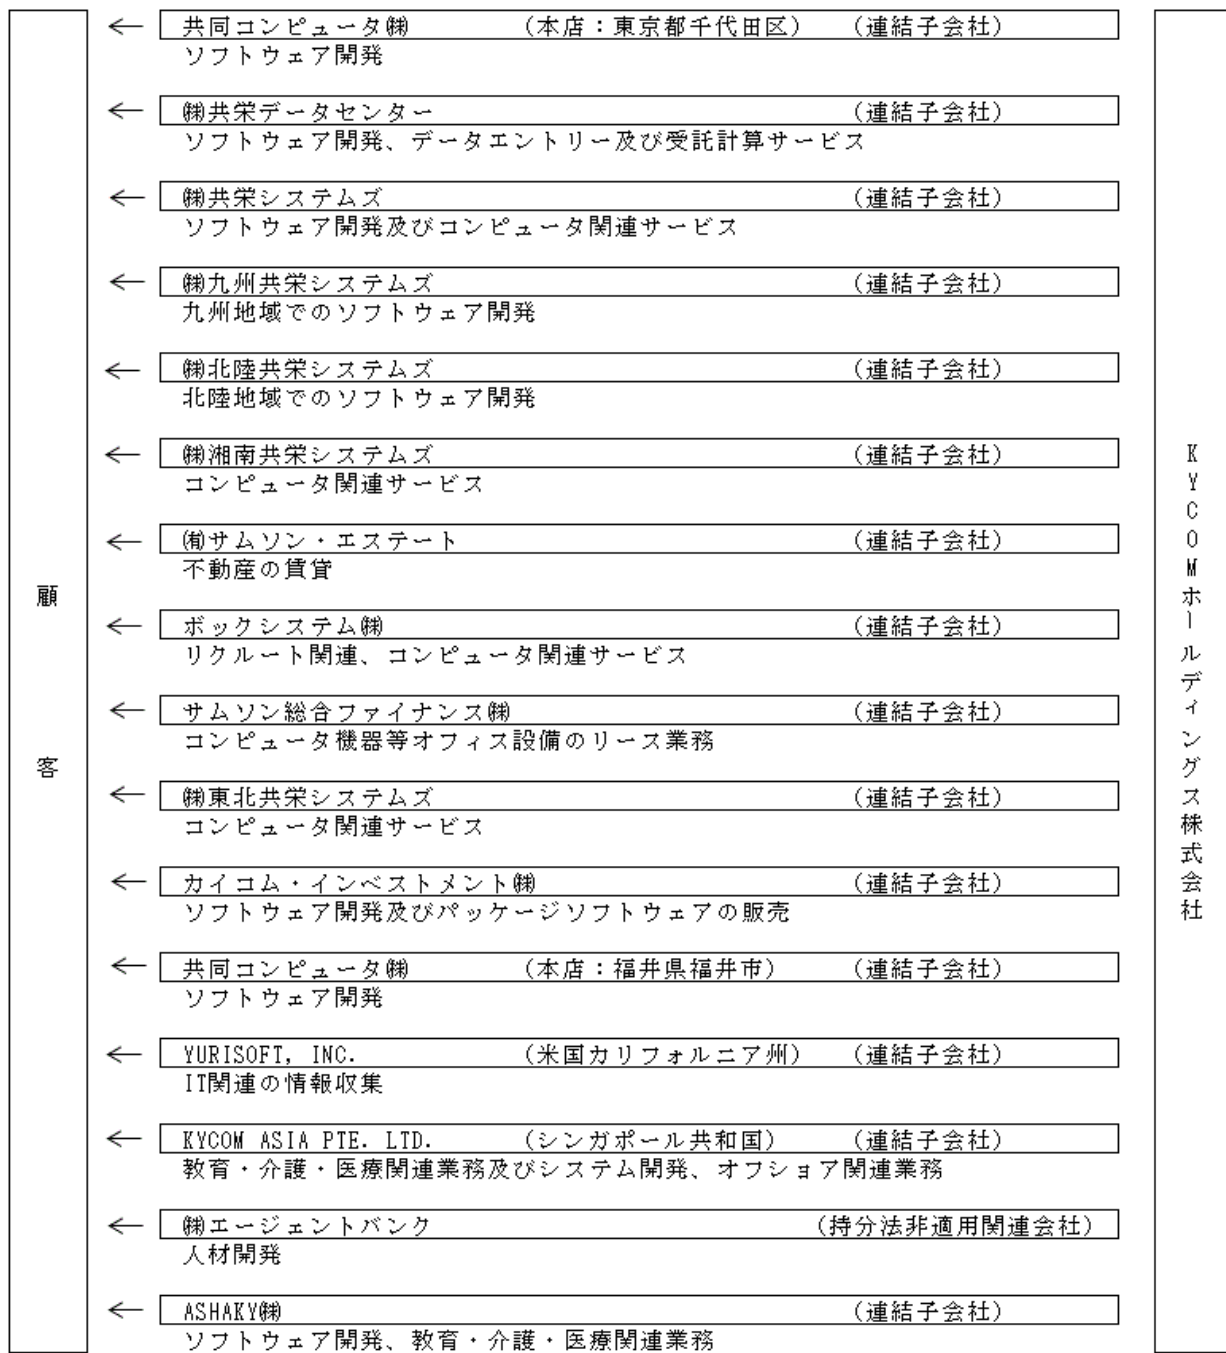 共同コンピュータ㈱ （本店：東京都千代田区） （連結子会社）
ソフトウェア開発
㈱共栄データセンター （連結子会社）
ソフトウェア開発、データエントリー及び受託計算サービス
㈱共栄システムズ （連結子会社）
ソフトウェア開発及びコンピュータ関連サービス
㈱九州共栄システムズ （連結子会社）
九州地域でのソフトウェア開発
㈱北陸共栄システムズ （連結子会社）
北陸地域でのソフトウェア開発
㈱湘南共栄システムズ （連結子会社）
コンピュータ関連サービス
㈲サムソン・エステート （連結子会社）
不動産の賃貸
ボックシステム㈱ （連結子会社）
リクルート関連、コンピュータ関連サービス
サムソン総合ファイナンス㈱ （連結子会社）
コンピュータ機器等オフィス設備のリース業務
㈱東北共栄システムズ （連結子会社）
コンピュータ関連サービス
カイコム・インベストメント㈱ （連結子会社）
ソフトウェア開発及びパッケージソフトウェアの販売
共同コンピュータ㈱ （本店：福井県福井市） （連結子会社）
ソフトウェア開発
YURISOFT, INC. （米国カリフォルニア州） （連結子会社）
IT関連の情報収集
KYCOM ASIA PTE. LTD. （シンガポール共和国） （連結子会社）
教育・介護・医療関連業務及びシステム開発、オフショア関連業務
㈱エージェントバンク （持分法非適用関連会社）
人材開発
ASHAKY㈱ （連結子会社）
ソフトウェア開発、教育・介護・医療関連業務
顧客
KYCOMホールディングス株式会社